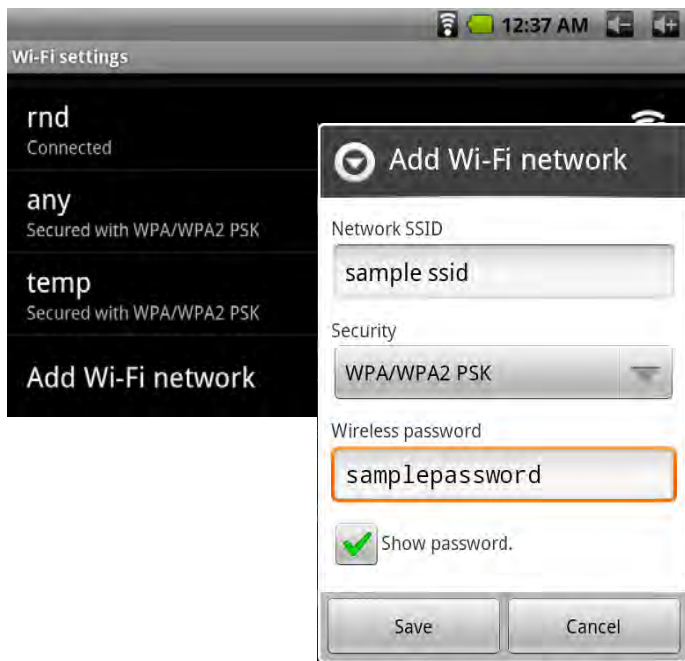 12:37 AM
Wi-Fi settings
rnd
Connected
any
Secured with WPA/WPA2 PSK
temp
Secured with WPA/WPA2 PSK
Add Wi-Fi network
Add Wi-Fi network
Network SSID
sample ssid
Security
WPA/WPA2 PSK
Wireless password
samplepassword
Show password.
Save
Cancel